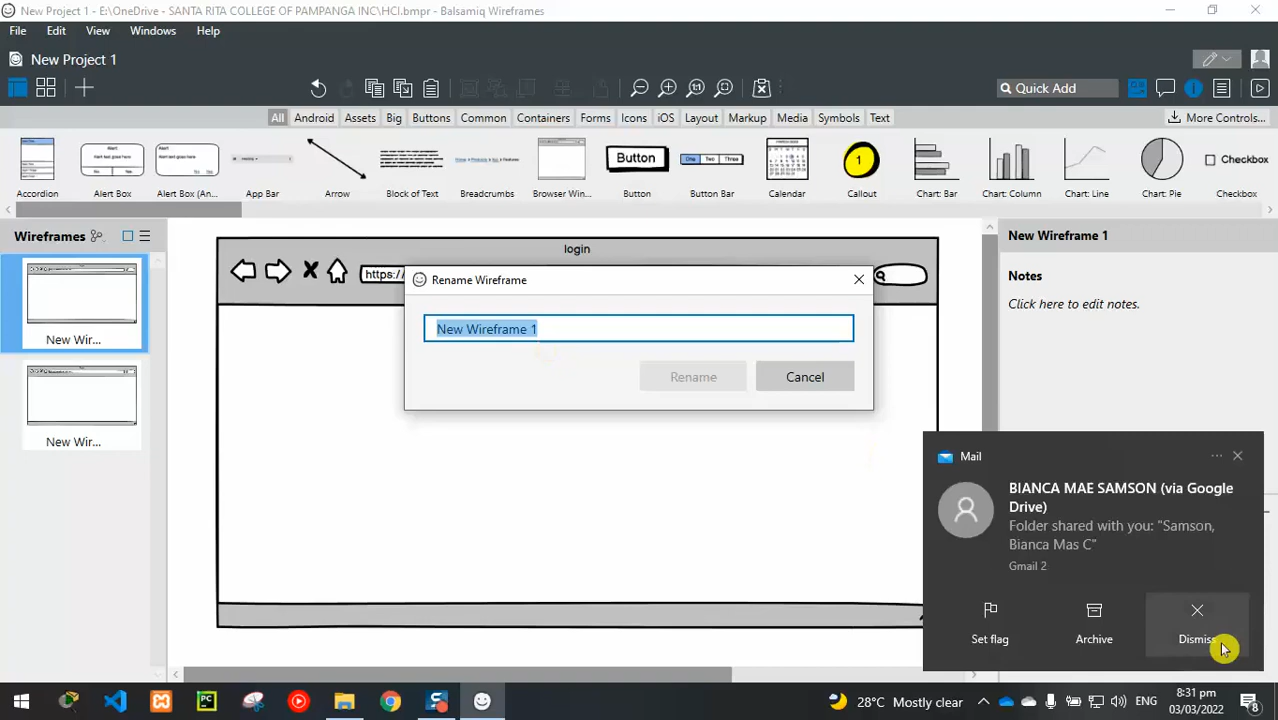 New Project 1 - E:\OneDrive - SANTA RITA COLLEGE OF PAMPANGA INC\HCI.bmpr - Balsamiq Wireframes
File Edit View Windows Help
New Project 1
Quick Add
All Android Assets Big Buttons Common Containers Forms Icons iOS Layout Markup Media Symbols Text More Controls...
Button
One Two Three
1
Checkbox
Accordion Alert Box Alert Box (An... App Bar Arrow Block of Text Breadcrumbs Browser Win... Button Button Bar Calendar Callout Chart: Bar Chart: Column Chart: Line Chart: Pie Checkbox
Wireframes
New Wir...
New Wir...
login
https://
Rename Wireframe
New Wireframe 1
Rename Cancel
New Wireframe 1
Notes
Click here to edit notes.
Mail
BIANCA MAE SAMSON (via Google
Drive)
Folder shared with you: "Samson,
Bianca Mas C"
Gmail 2
Set flag Archive Dismiss
28°C Mostly clear
ENG
8:31 pm
03/03/2022
8